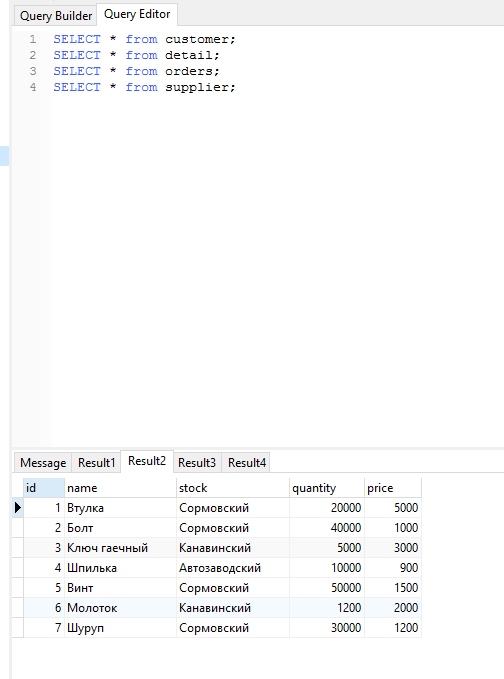 Query Builder Query Editor
1 SELECT * from customer;
2 SELECT * from detail;
3 SELECT * from orders;
4 SELECT * from supplier;
Message Result1 Result2 Result3 Result4
id name stock quantity price
1 Втулка Сормовский 20000 5000
2 Болт Сормовский 40000 1000
3 Ключ гаечный Канавинский 5000 3000
4 Шпилька Автозаводский 10000 900
5 Винт Сормовский 50000 1500
6 Молоток Канавинский 1200 2000
7 Шуруп Сормовский 30000 1200